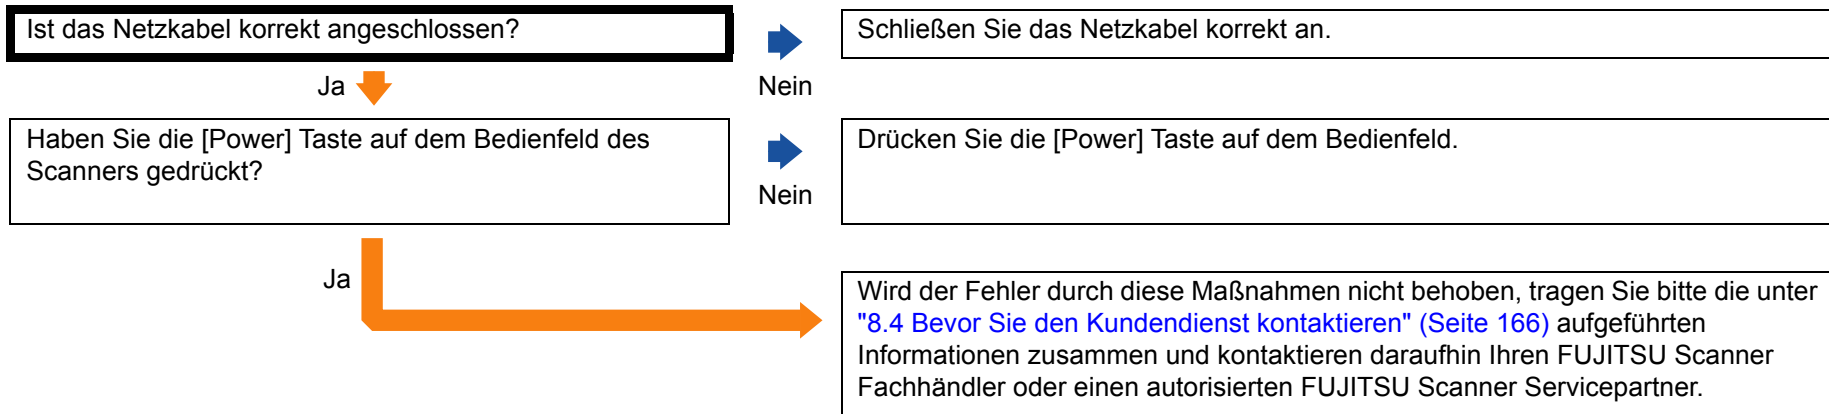 Ist das Netzkabel korrekt angeschlossen?
Schließen Sie das Netzkabel korrekt an.
Ja
Nein
Haben Sie die [Power] Taste auf dem Bedienfeld des
Scanners gedrückt?
Drücken Sie die [Power] Taste auf dem Bedienfeld.
Nein
Ja
Wird der Fehler durch diese Maßnahmen nicht behoben, tragen Sie bitte die unter
"8.4 Bevor Sie den Kundendienst kontaktieren" (Seite 166) aufgeführten
Informationen zusammen und kontaktieren daraufhin Ihren FUJITSU Scanner
Fachhändler oder einen autorisierten FUJITSU Scanner Servicepartner.